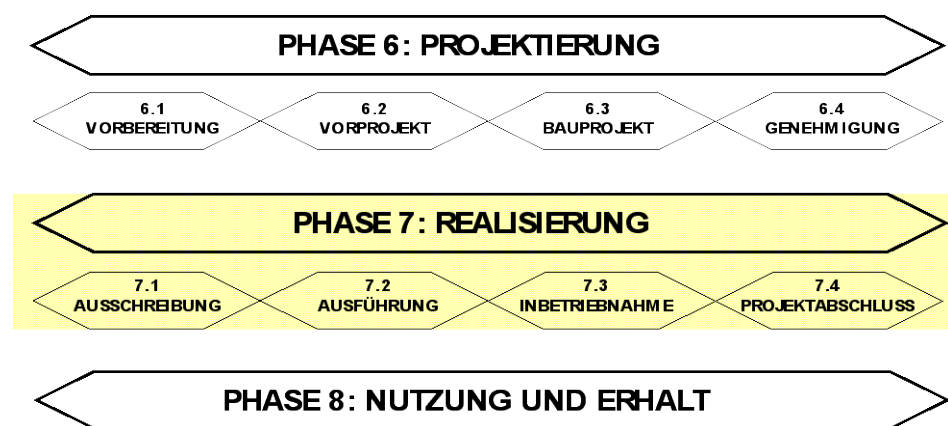 PHASE 6: PROJEKTIERUNG
6.1 6.2 6.3 6.4
VORBEREITUNG VORPROJEKT BAUPROJEKT GENEHMIGUNG
PHASE 7: REALISIERUNG
7.1 7.2 7.3 7.4
AUSSCHREIBUNG AUSFÜHRUNG INBETRIEBNAHME PROJEKTABSCHLUSS
PHASE 8: NUTZUNG UND ERHALT